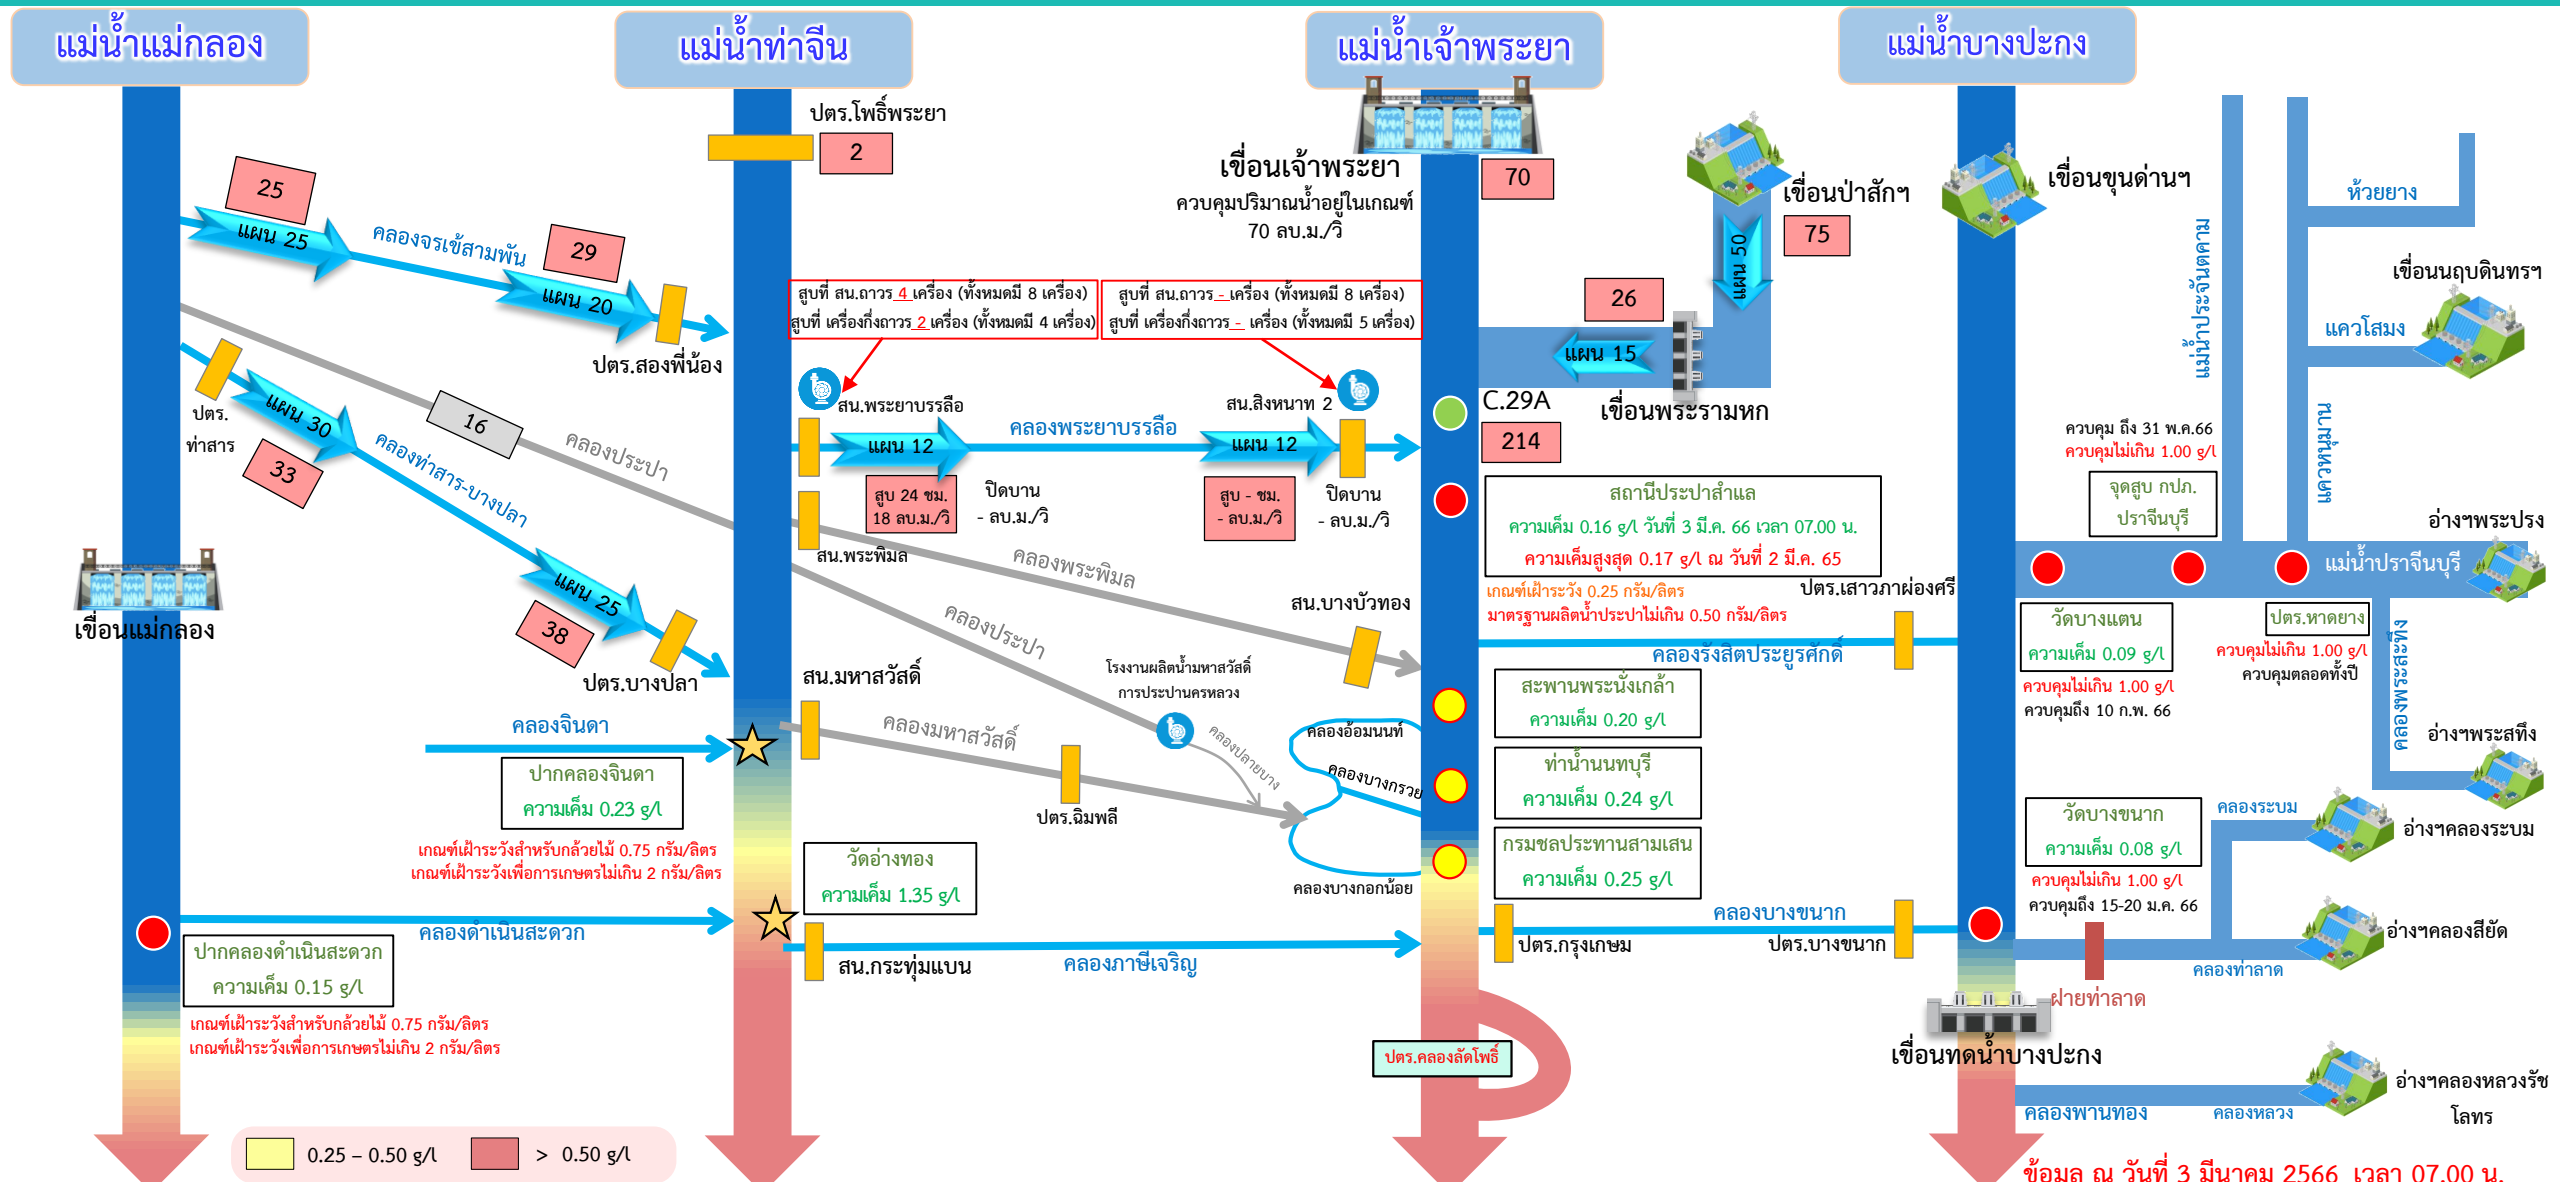 แม่น้ำแม่กลอง
แม่น้ำท่าจีน
แม่น้ำเจ้าพระยา
แม่น้ำบางปะกง
ปตร.โพธิ์พระยา
2
เขื่อนเจ้าพระยา
ควบคุมปริมาณน้ำอยู่ในเกณฑ์
70 ลบ.ม./วิ
70
เขื่อนป่าสักฯ
75
แผน 50
26
แผน 15
เขื่อนพระรามหก
เขื่อนขุนด่านฯ
แม่น้ำประจันตคาม
ห้วยยาง
เขื่อนนฤบดินทรฯ
แควโสมง
แควหนุมาน
25
แผน 25
คลองจรเข้สามพัน
29
แผน 20
ปตร.สองพี่น้อง
สูบที่ สน.ถาวร 4 เครื่อง (ทั้งหมดมี 8 เครื่อง)
สูบที่ เครื่องกึ่งถาวร 2 เครื่อง (ทั้งหมดมี 4 เครื่อง)
สูบที่ สน.ถาวร - เครื่อง (ทั้งหมดมี 8 เครื่อง)
สูบที่ เครื่องกึ่งถาวร - เครื่อง (ทั้งหมดมี 5 เครื่อง)
ปตร.
ท่าสาร
แผน 30
33
16
คลองประปา
คลองท่าสาร-บางปลา
แผน 25
38
ปตร.บางปลา
สน.พระยาบรรลือ
แผน 12
คลองพระยาบรรลือ
สน.สิงหนาท 2
แผน 12
สูบ 24 ชม.
18 ลบ.ม./วิ
ปิดบาน
- ลบ.ม./วิ
สูบ - ชม.
- ลบ.ม./วิ
ปิดบาน
- ลบ.ม./วิ
C.29A
214
สถานีประปาสำแล
ความเค็ม 0.16 g/l วันที่ 3 มี.ค. 66 เวลา 07.00 น.
ความเค็มสูงสุด 0.17 g/l ณ วันที่ 2 มี.ค. 65
เกณฑ์เฝ้าระวัง 0.25 กรัม/ลิตร
มาตรฐานผลิตน้ำประปาไม่เกิน 0.50 กรัม/ลิตร
ปตร.เสาวภาผ่องศรี
คลองรังสิตประยูรศักดิ์
ควบคุม ถึง 31 พ.ค.66
ควบคุมไม่เกิน 1.00 g/l
จุดสูบ กปภ.
ปราจีนบุรี
อ่างฯพระปรง
แม่น้ำปราจีนบุรี
วัดบางแตน
ความเค็ม 0.09 g/l
ควบคุมไม่เกิน 1.00 g/l
ควบคุมถึง 10 ก.พ. 66
ปตร.หาดยาง
ควบคุมไม่เกิน 1.00 g/l
ควบคุมตลอดทั้งปี
คลองพระสะทึง
อ่างฯพระสทึง
สน.พระพิมล
คลองพระพิมล
สน.บางบัวทอง
คลองประปา
เขื่อนแม่กลอง
สน.มหาสวัสดิ์
คลองมหาสวัสดิ์
โรงงานผลิตน้ำมหาสวัสดิ์
การประปานครหลวง
คลองปลายบาง
ปตร.ฉิมพลี
คลองอ้อมนนท์
คลองบางกรวย
คลองบางกอกน้อย
สะพานพระนั่งเกล้า
ความเค็ม 0.20 g/l
ท่าน้ำนนทบุรี
ความเค็ม 0.24 g/l
กรมชลประทานสามเสน
ความเค็ม 0.25 g/l
คลองจินดา
ปากคลองจินดา
ความเค็ม 0.23 g/l
เกณฑ์เฝ้าระวังสำหรับกล้วยไม้ 0.75 กรัม/ลิตร
เกณฑ์เฝ้าระวังเพื่อการเกษตรไม่เกิน 2 กรัม/ลิตร
วัดอ่างทอง
ความเค็ม 1.35 g/l
วัดบางขนาก
ความเค็ม 0.08 g/l
ควบคุมไม่เกิน 1.00 g/l
ควบคุมถึง 15-20 ม.ค. 66
คลองระบม
อ่างฯคลองระบม
อ่างฯคลองสียัด
คลองท่าลาด
ฝายท่าลาด
คลองดำเนินสะดวก
ปากคลองดำเนินสะดวก
ความเค็ม 0.15 g/l
เกณฑ์เฝ้าระวังสำหรับกล้วยไม้ 0.75 กรัม/ลิตร
เกณฑ์เฝ้าระวังเพื่อการเกษตรไม่เกิน 2 กรัม/ลิตร
สน.กระทุ่มแบน
คลองภาษีเจริญ
ปตร.กรุงเกษม
คลองบางขนาก
ปตร.บางขนาก
ปตร.คลองลัดโพธิ์
เขื่อนทดน้ำบางปะกง
คลองพานทอง
คลองหลวง
อ่างฯคลองหลวงรัช
โลทร
0.25 – 0.50 g/l
> 0.50 g/l
ข้อมูล ณ วันที่ 3 มีนาคม 2566 เวลา 07.00 น.